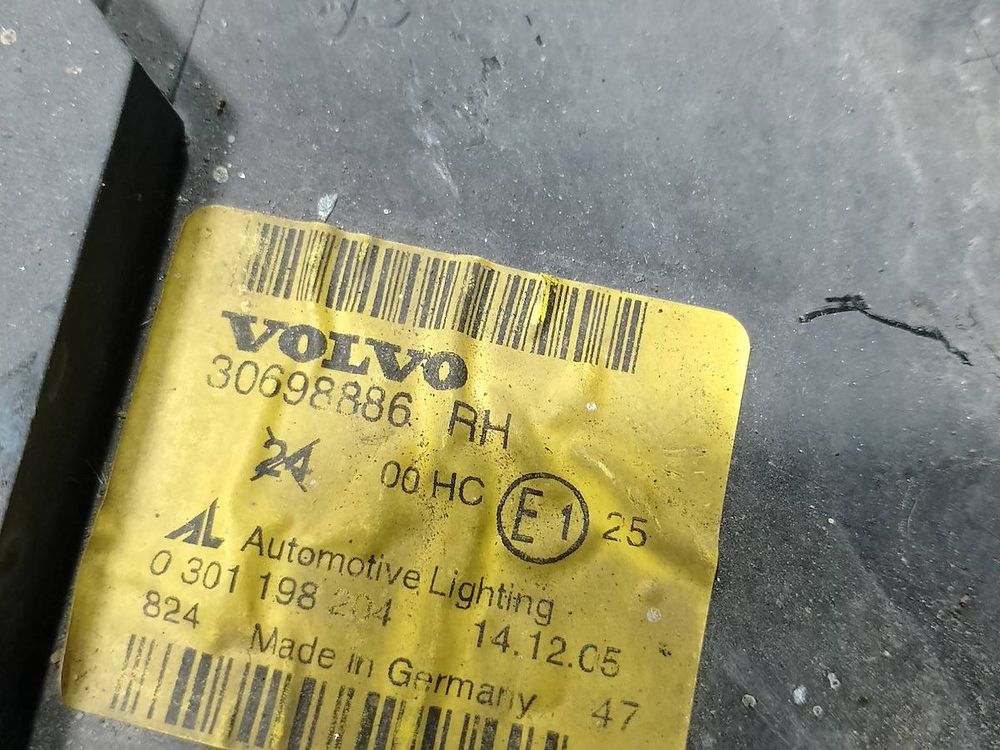 VOLVO
30698886 RH
24 00 HC E1 25
AL Automotive Lighting
0 301 198 204
824 14.12.05
Made in Germany 47